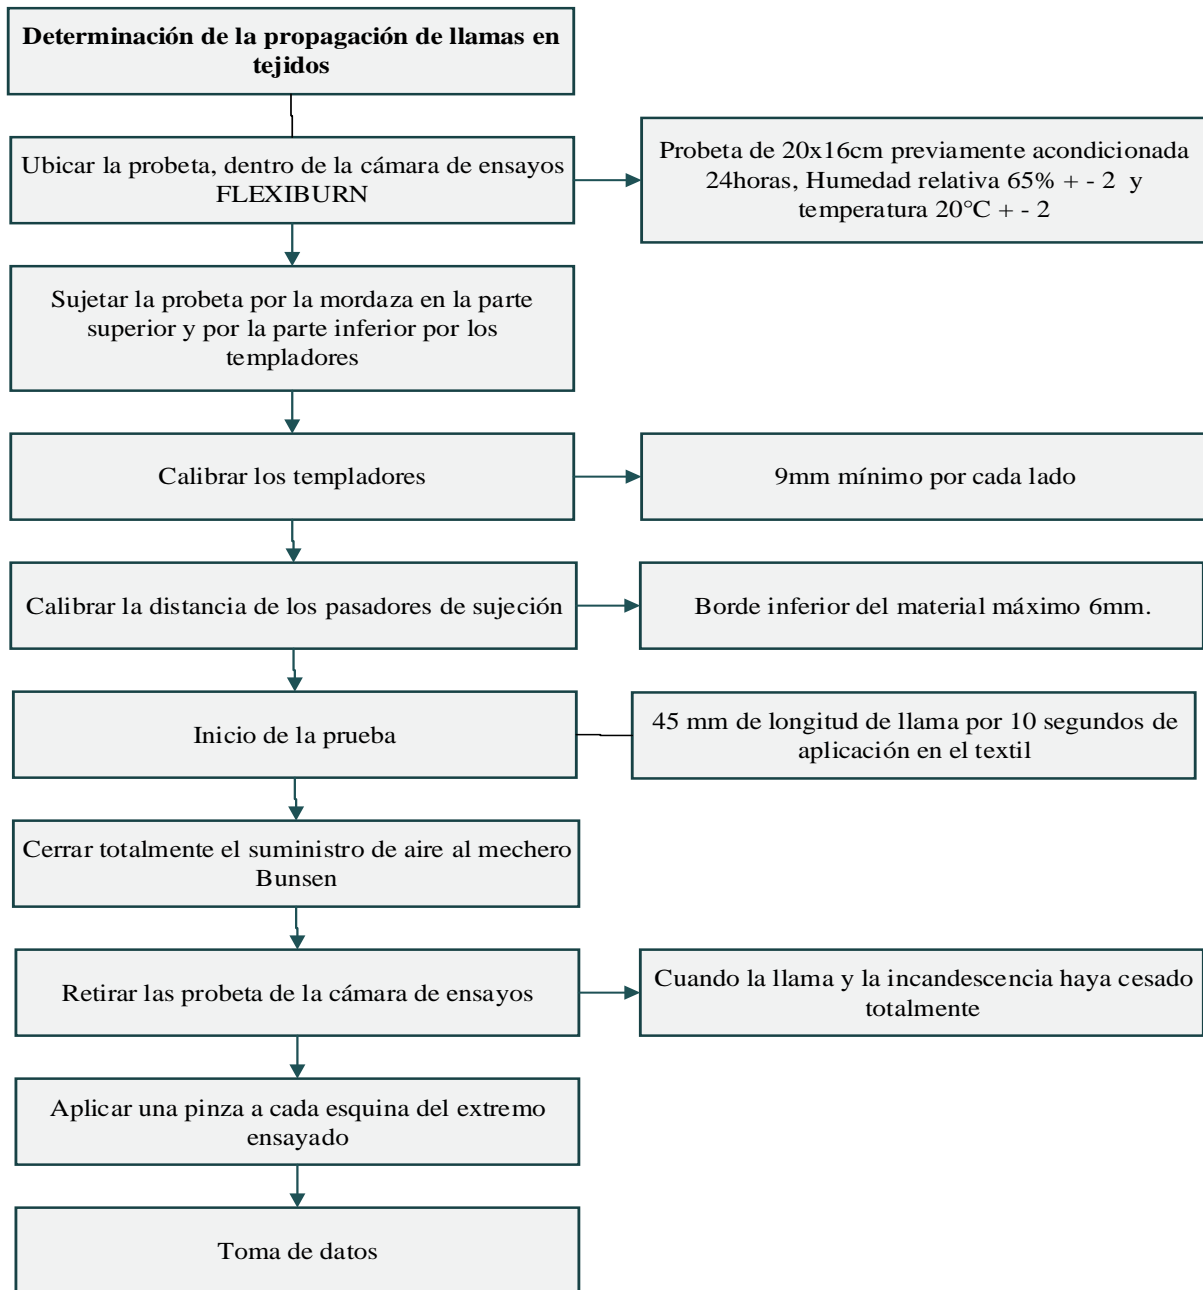 Determinación de la propagación de llamas en
tejidos
Ubicar la probeta, dentro de la cámara de ensayos
FLEXIBURN
Probeta de 20x16cm previamente acondicionada
24horas, Humedad relativa 65% + - 2 y
temperatura 20°C + - 2
Sujetar la probeta por la mordaza en la parte
superior y por la parte inferior por los
templadores
Calibrar los templadores
9mm mínimo por cada lado
Calibrar la distancia de los pasadores de sujeción
Borde inferior del material máximo 6mm.
Inicio de la prueba
45 mm de longitud de llama por 10 segundos de
aplicación en el textil
Cerrar totalmente el suministro de aire al mechero
Bunsen
Retirar las probeta de la cámara de ensayos
Cuando la llama y la incandescencia haya cesado
totalmente
Aplicar una pinza a cada esquina del extremo
ensayado
Toma de datos